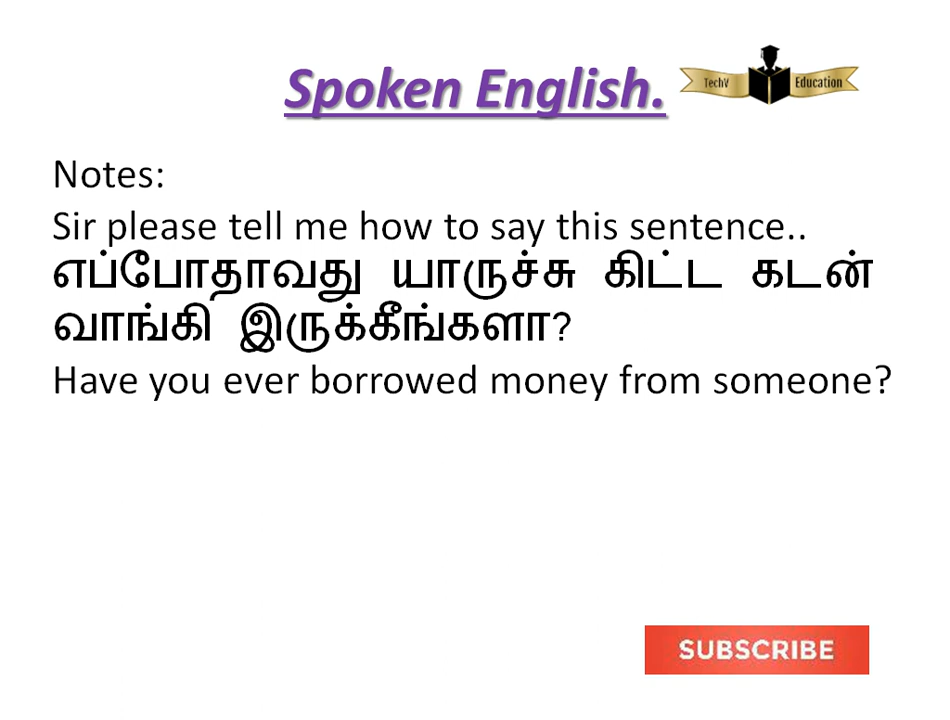 Spoken English.
TechV Education
Notes:
Sir please tell me how to say this sentence..
எப்போதாவது யாருச்சு கிட்ட கடன்
வாங்கி இருக்கீங்களா?
Have you ever borrowed money from someone?
SUBSCRIBE